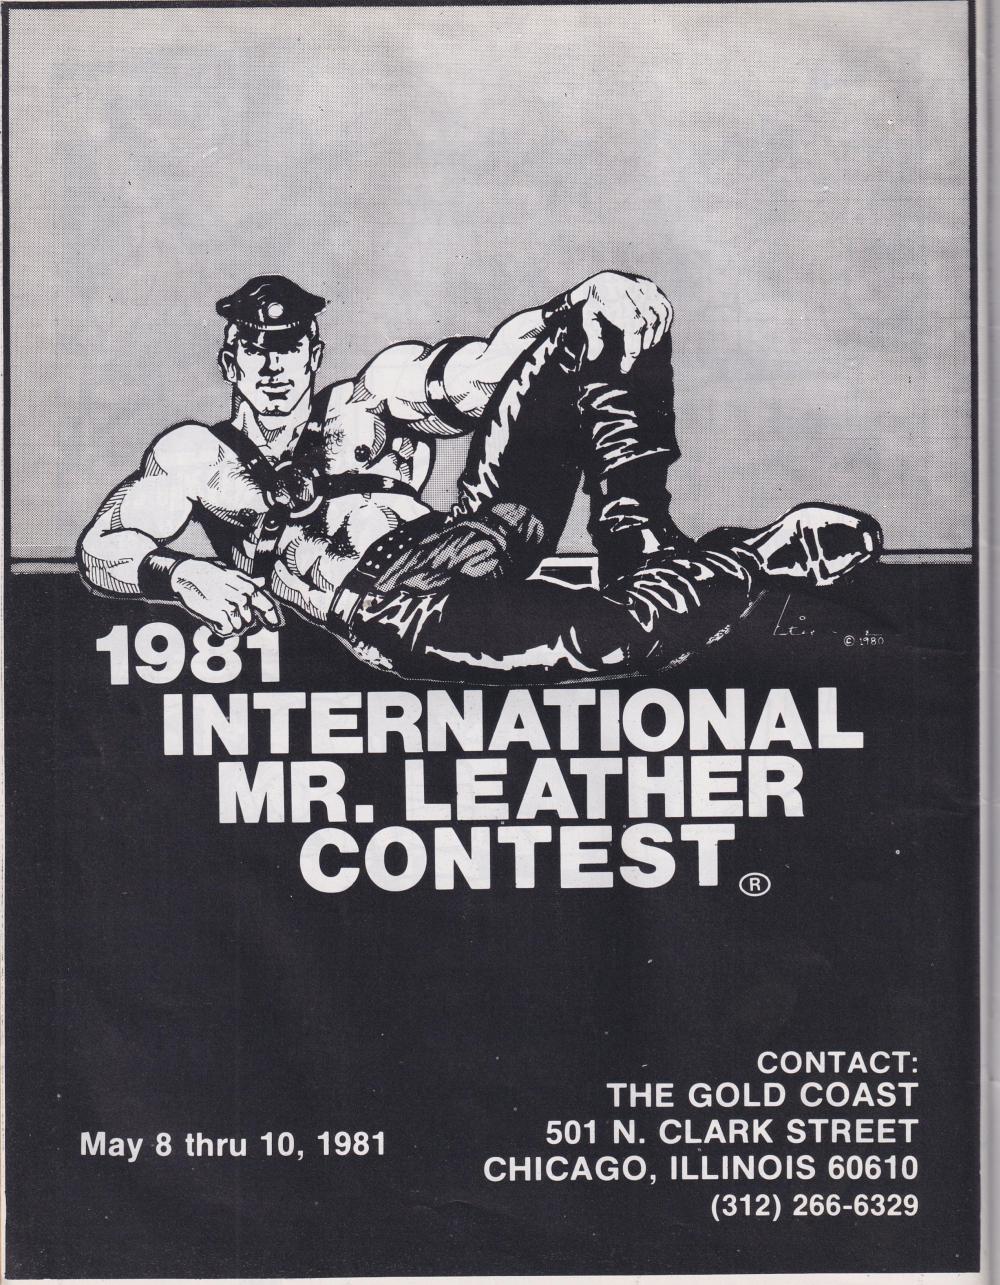 © 1980
1981
INTERNATIONAL
MR. LEATHER
CONTEST ®
May 8 thru 10, 1981
CONTACT:
THE GOLD COAST
501 N. CLARK STREET
CHICAGO, ILLINOIS 60610
(312) 266-6329